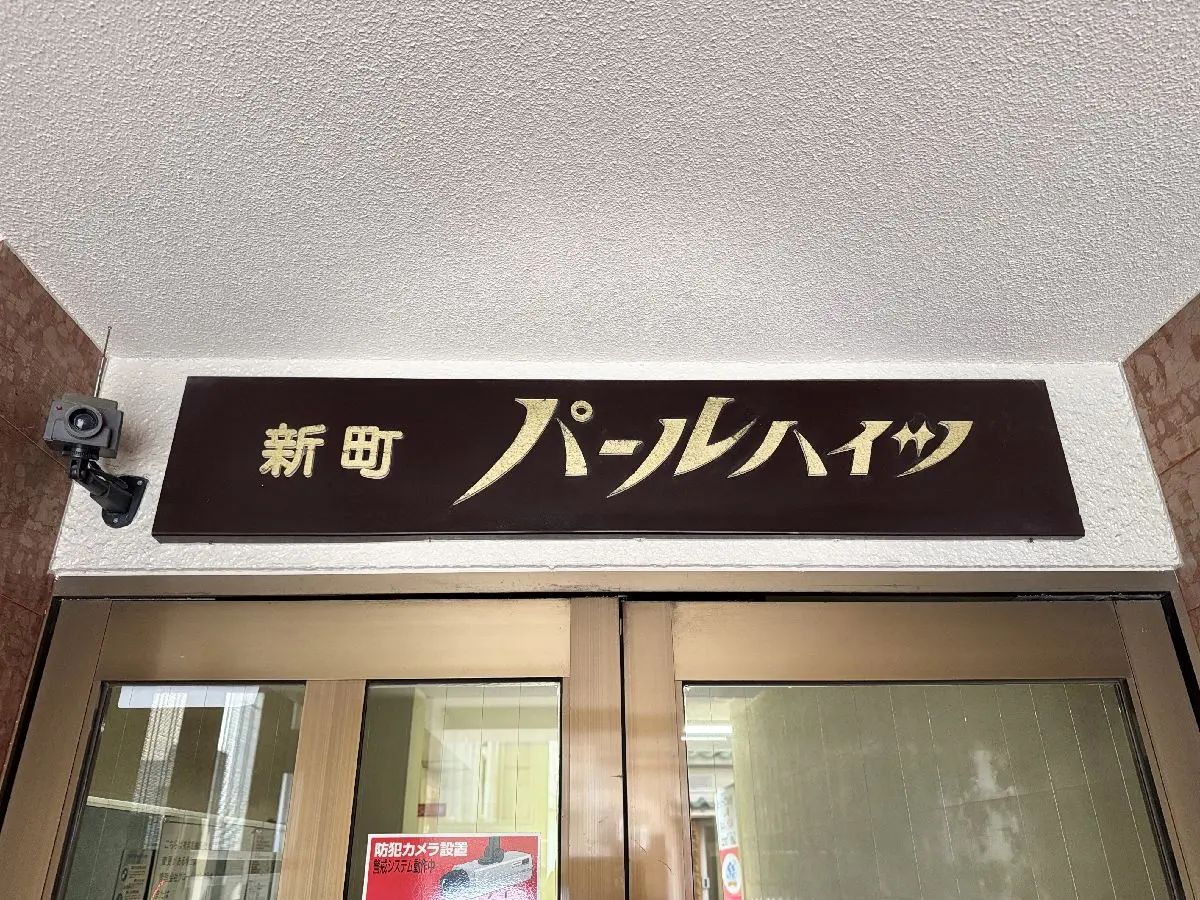 新町 パールハイツ
防犯カメラ設置
警戒システム動作中